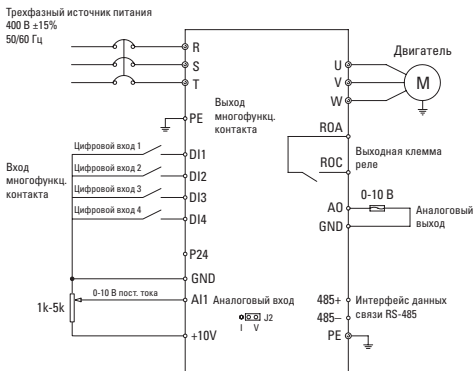 Трехфазный источник питания
400 В ±15%
50/60 Гц
R
S
T
PE
Выход
многофункц.
контакта
Вход
многофункц.
контакта
Цифровой вход 1
Цифровой вход 2
Цифровой вход 3
Цифровой вход 4
DI1
DI2
DI3
DI4
P24
GND
0-10 В пост. тока
AI1 Аналоговый вход
1k-5k
J2
I V
+10V
Двигатель
U
V
W
M
ROA
ROC
Выходная клемма
реле
AO
0-10 В
GND
Аналоговый
выход
485+
485–
Интерфейс данных
связи RS-485
PE